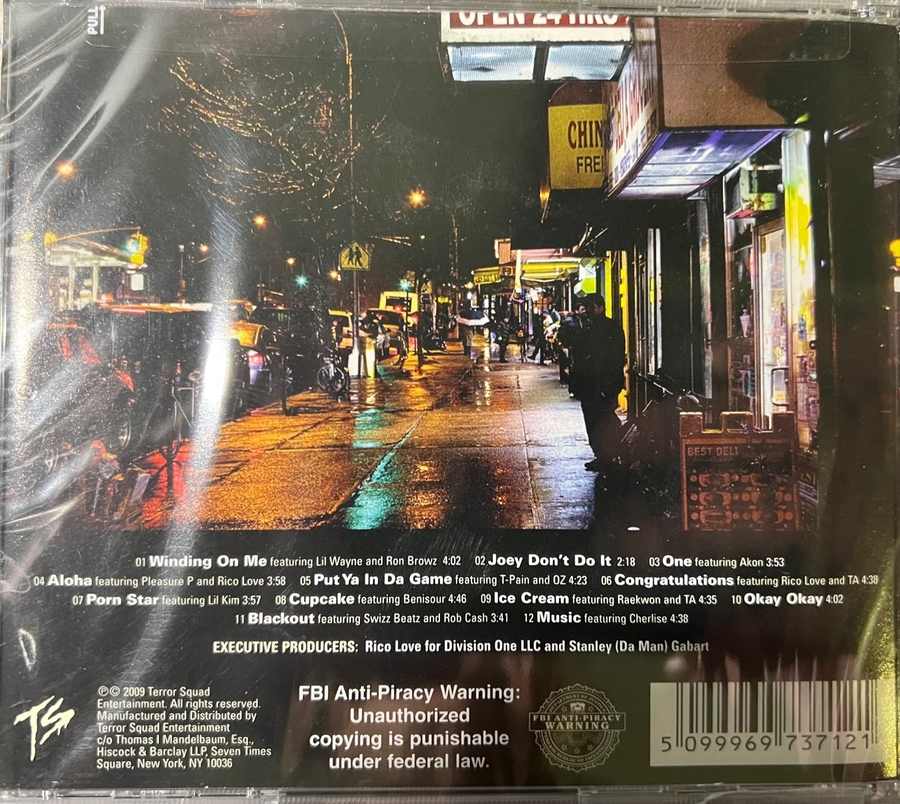 PULL
OPEN 24 HRS
CHIN
FRE
BEST DELI
01 Winding On Me featuring Lil Wayne and Ron Browz 4:02 02 Joey Don't Do It 2:18 03 One featuring Akon 3:53
04 Aloha featuring Pleasure P and Rico Love 3:58 05 Put Ya In Da Game featuring T-Pain and OZ 4:23 06 Congratulations featuring Rico Love and TA 4:38
07 Porn Star featuring Lil Kim 3:57 08 Cupcake featuring Benisour 4:46 09 Ice Cream featuring Raekwon and TA 4:35 10 Okay Okay 4:02
11 Blackout featuring Swizz Beatz and Rob Cash 3:41 12 Music featuring Cherlise 4:38
EXECUTIVE PRODUCERS: Rico Love for Division One LLC and Stanley (Da Man) Gabart
TS
℗© 2009 Terror Squad
Entertainment. All rights reserved.
Manufactured and Distributed by
Terror Squad Entertainment
c/o Thomas I Mandelbaum, Esq.,
Hiscock & Barclay LLP, Seven Times
Square, New York, NY 10036
FBI Anti-Piracy Warning:
Unauthorized
copying is punishable
under federal law.
FBI ANTI-PIRACY
WARNING
5 099969 737121